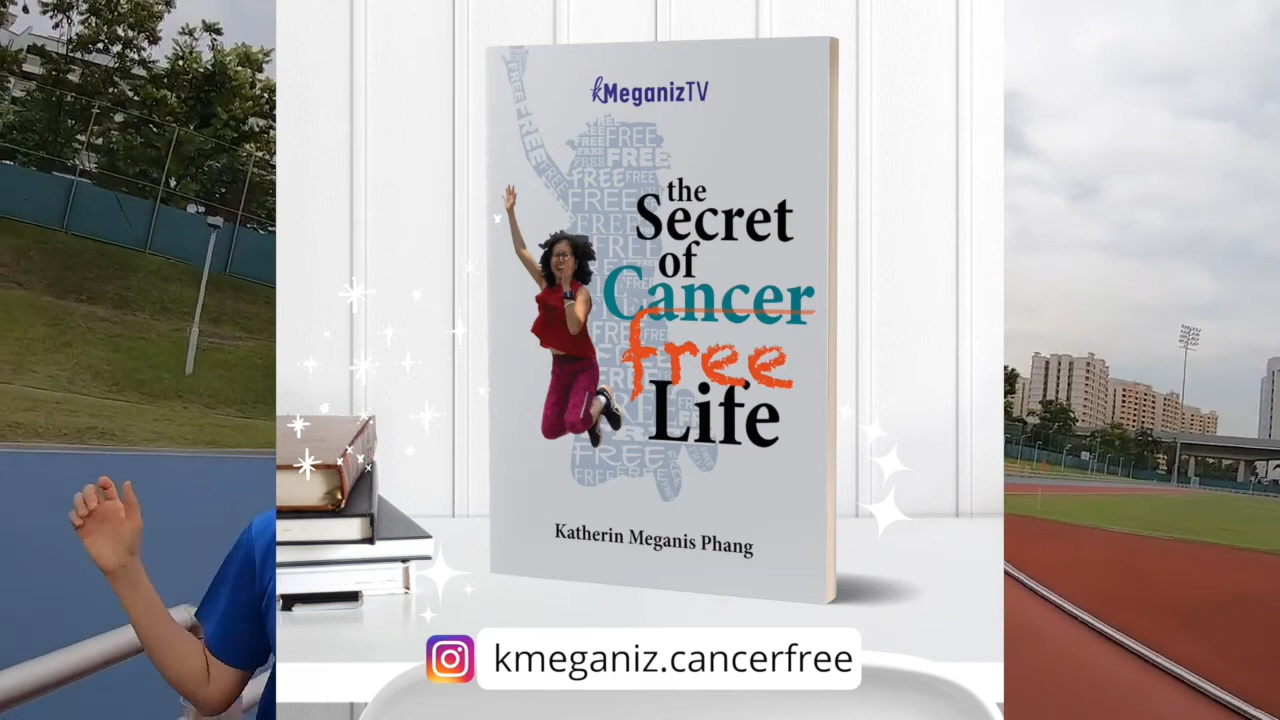 kMeganizTV
the
Secret
of
Cancer
free
Life
Katherin Meganis Phang
kmeganiz.cancerfree